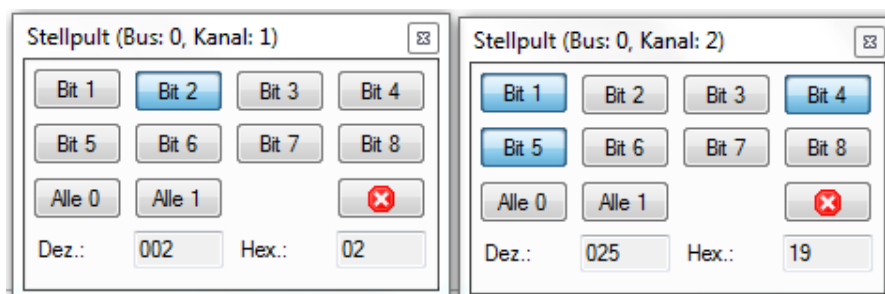 Stellpult (Bus: 0, Kanal: 1)
Bit 1 Bit 2 Bit 3 Bit 4
Bit 5 Bit 6 Bit 7 Bit 8
Alle 0 Alle 1
Dez.: 002 Hex.: 02
Stellpult (Bus: 0, Kanal: 2)
Bit 1 Bit 2 Bit 3 Bit 4
Bit 5 Bit 6 Bit 7 Bit 8
Alle 0 Alle 1
Dez.: 025 Hex.: 19